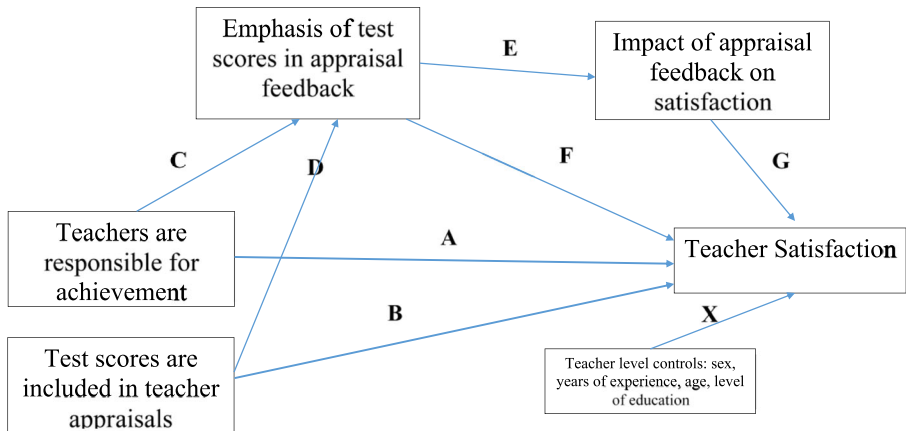 Emphasis of test
scores in appraisal
feedback
E
Impact of appraisal
feedback on
satisfaction
C
D
F
G
Teachers are
responsible for
achievement
A
Teacher Satisfaction
B
X
Test scores are
included in teacher
appraisals
Teacher level controls: sex,
years of experience, age, level
of education